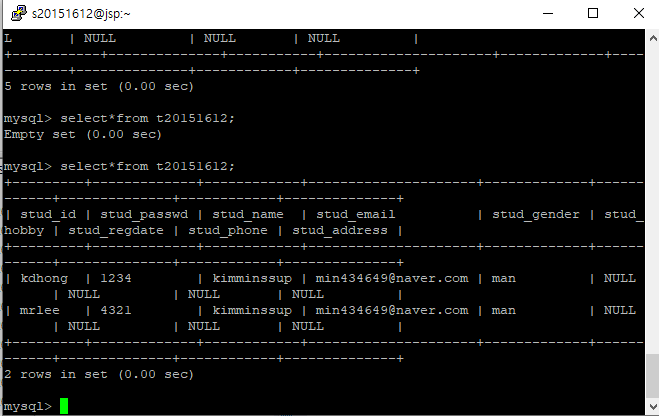 s20151612@jsp:~
L       | NULL         | NULL     | NULL         |
+-----------+-------------+-----------+----------------------+-------------+-----
--------+--------------+------------+--------------+
5 rows in set (0.00 sec)
mysql> select*from t20151612;
Empty set (0.00 sec)
mysql> select*from t20151612;
+---------+-------------+-----------+----------------------+-------------+------
------+--------------+------------+--------------+
| stud_id | stud_passwd | stud_name | stud_email           | stud_gender | stud_
hobby | stud_regdate | stud_phone | stud_address |
+---------+-------------+-----------+----------------------+-------------+------
------+--------------+------------+--------------+
| kdhong  | 1234        | kimminssup | min434649@naver.com | man         | NULL
      | NULL         | NULL       | NULL         |
| mrlee   | 4321        | kimminssup | min434649@naver.com | man         | NULL
      | NULL         | NULL       | NULL         |
+---------+-------------+-----------+----------------------+-------------+------
------+--------------+------------+--------------+
2 rows in set (0.00 sec)
mysql>